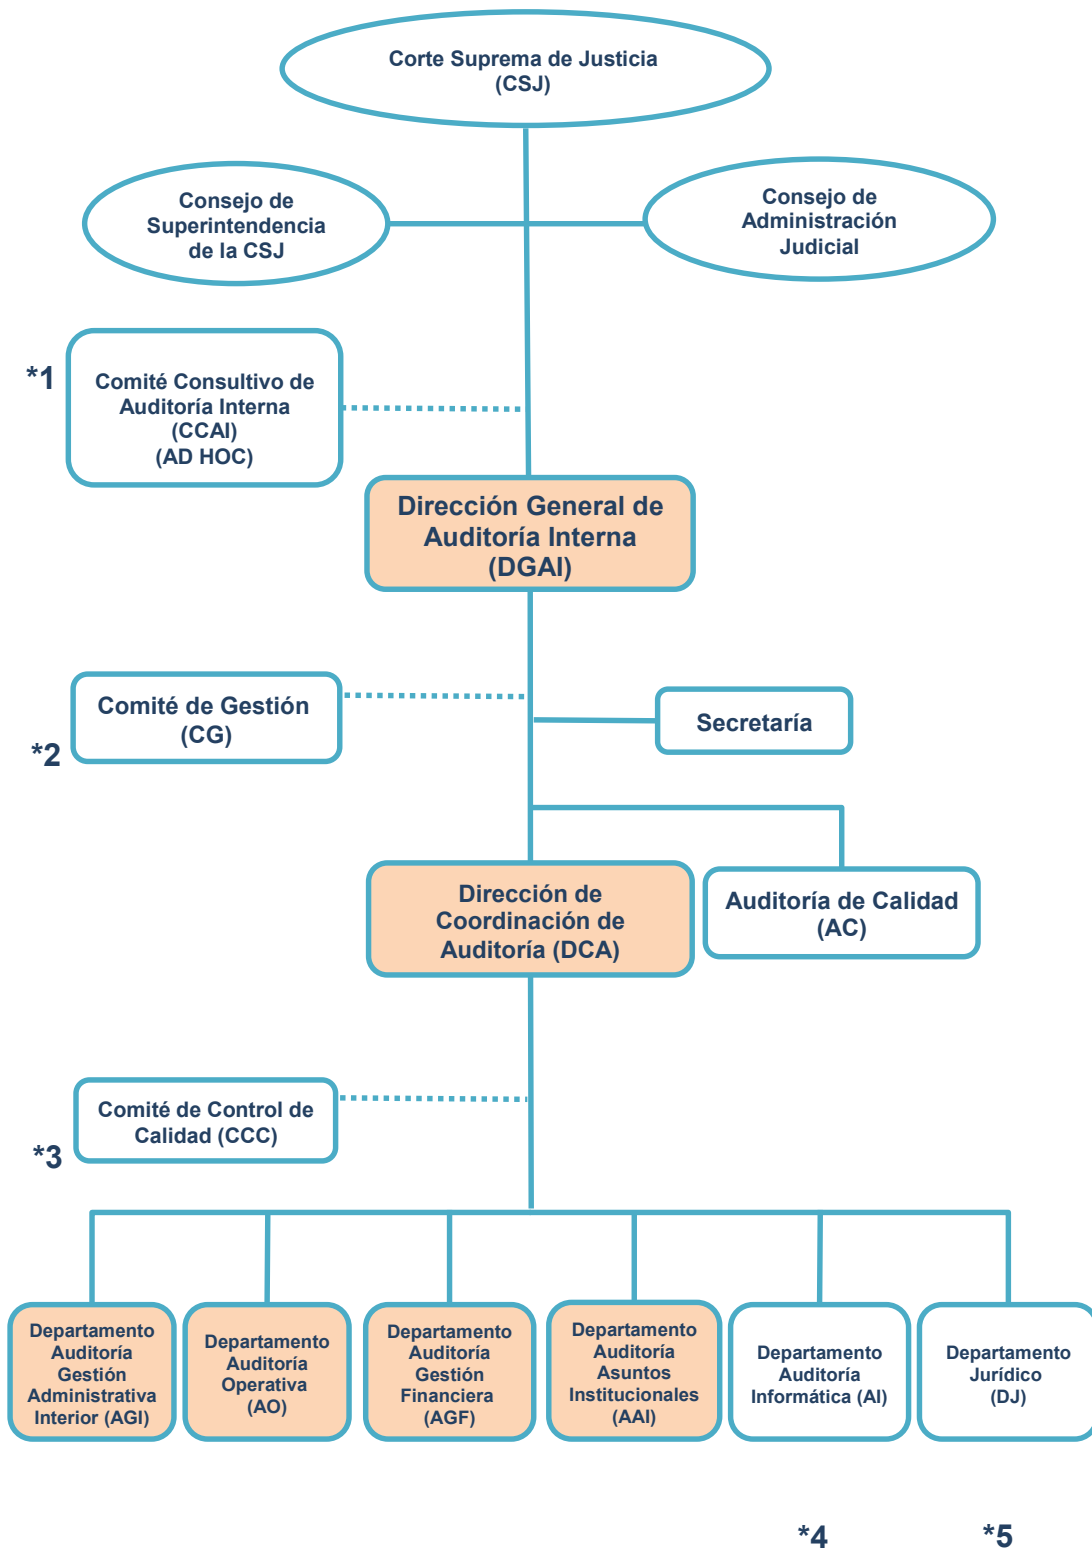 Corte Suprema de Justicia
(CSJ)
Consejo de
Superintendencia
de la CSJ
Consejo de
Administración
Judicial
*1
Comité Consultivo de
Auditoría Interna
(CCAI)
(AD HOC)
Dirección General de
Auditoría Interna
(DGAI)
Comité de Gestión
(CG)
*2
Secretaría
Dirección de
Coordinación de
Auditoría (DCA)
Auditoría de Calidad
(AC)
Comité de Control de
Calidad (CCC)
*3
Departamento
Auditoría
Gestión
Administrativa
Interior (AGI)
Departamento
Auditoría
Operativa
(AO)
Departamento
Auditoría
Gestión
Financiera
(AGF)
Departamento
Auditoría
Asuntos
Institucionales
(AAI)
Departamento
Auditoría
Informática (AI)
Departamento
Jurídico
(DJ)
*4
*5